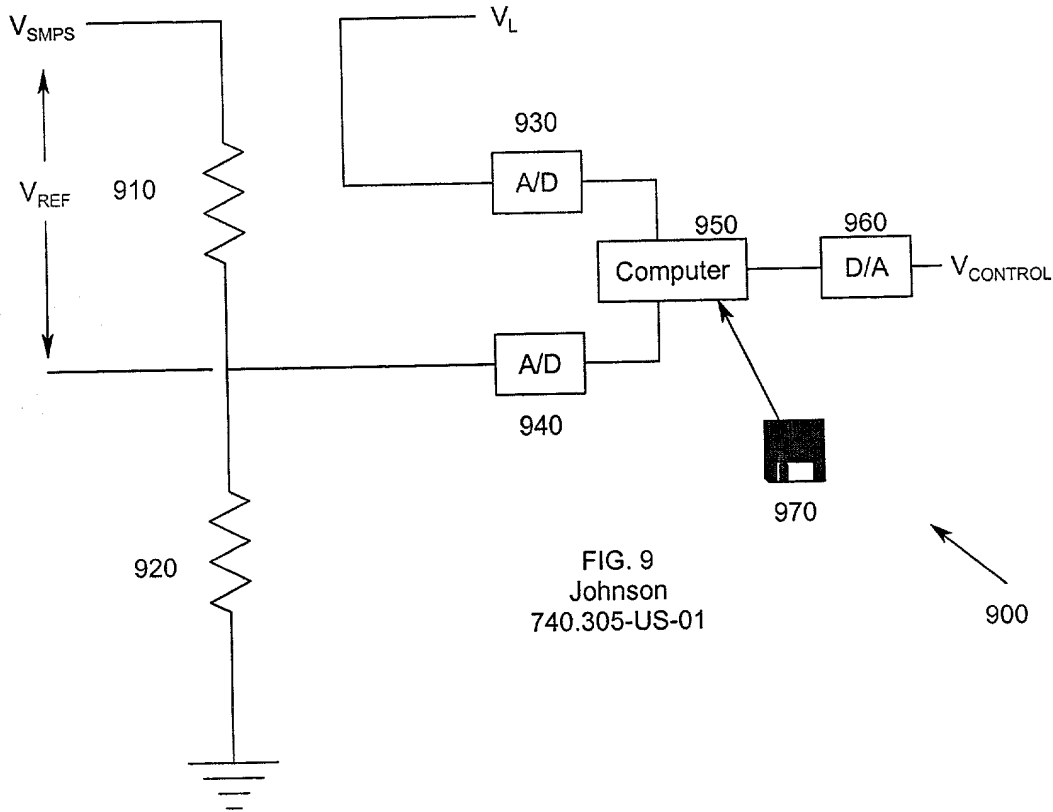 V_SMPS
V_L
930
A/D
V_REF
910
950
960
Computer
D/A
V_CONTROL
A/D
940
970
920
FIG. 9
Johnson
740.305-US-01
900